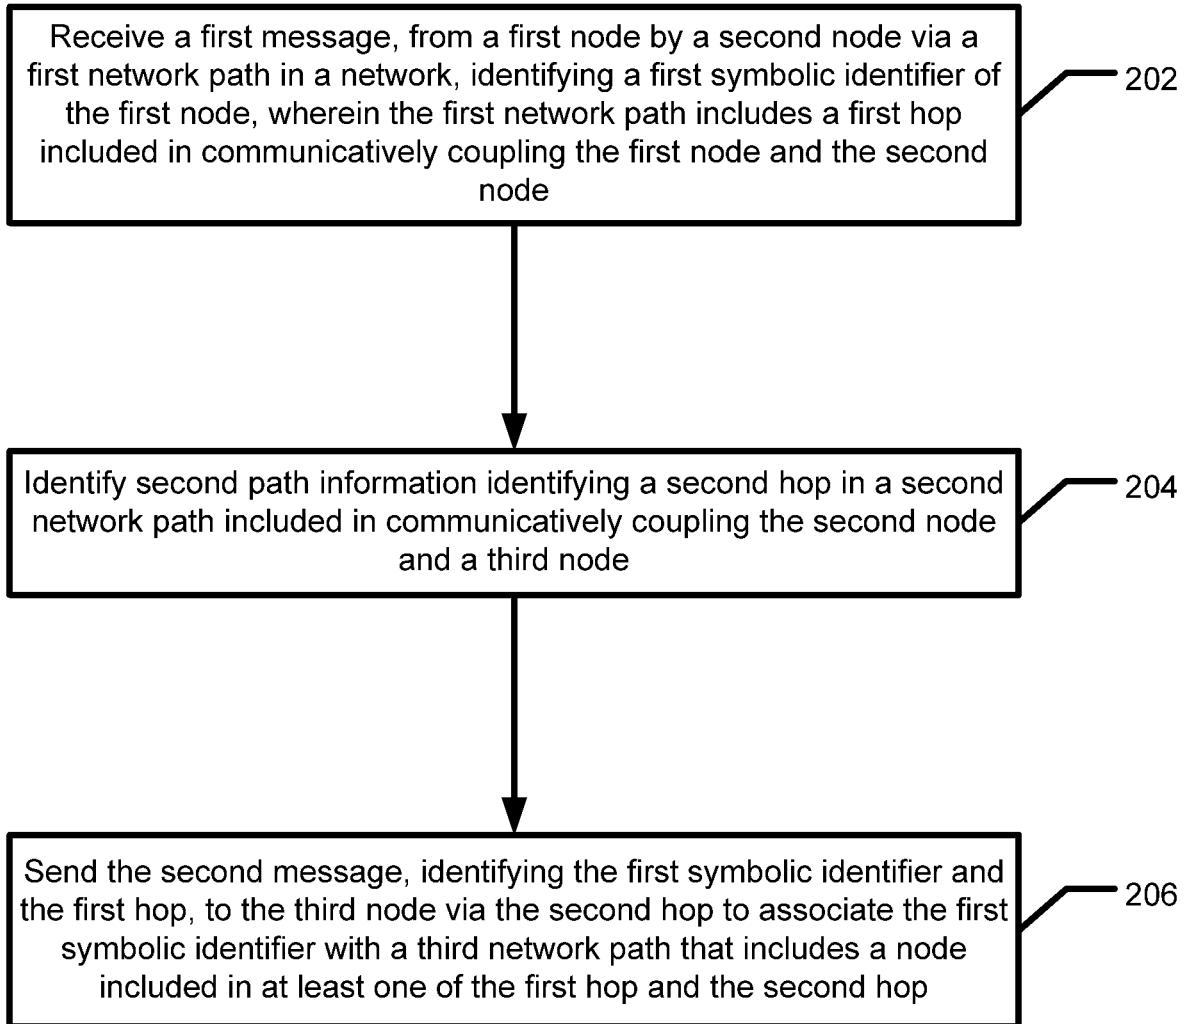 Receive a first message, from a first node by a second node via a
first network path in a network, identifying a first symbolic identifier of
the first node, wherein the first network path includes a first hop
included in communicatively coupling the first node and the second
node
202
Identify second path information identifying a second hop in a second
network path included in communicatively coupling the second node
and a third node
204
Send the second message, identifying the first symbolic identifier and
the first hop, to the third node via the second hop to associate the first
symbolic identifier with a third network path that includes a node
included in at least one of the first hop and the second hop
206